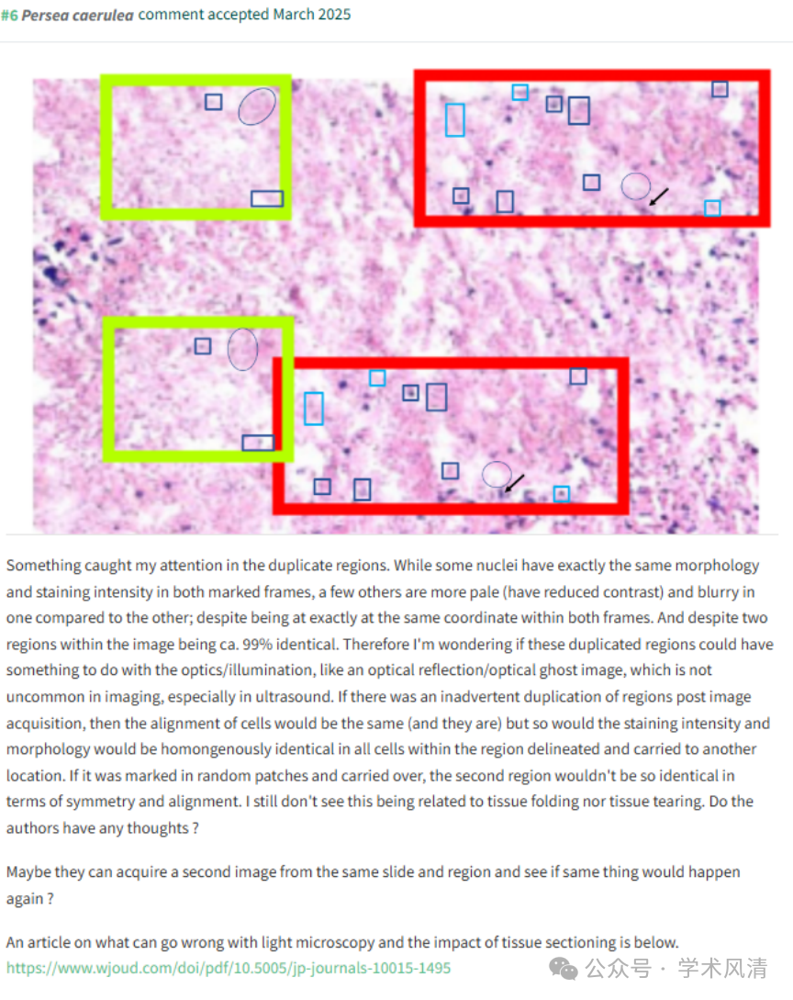 #6 Persea caerulea comment accepted March 2025
Something caught my attention in the duplicate regions. While some nuclei have exactly the same morphology
and staining intensity in both marked frames, a few others are more pale (have reduced contrast) and blurry in
one compared to the other; despite being at exactly at the same coordinate within both frames. And despite two
regions within the image being ca. 99% identical. Therefore I'm wondering if these duplicated regions could have
something to do with the optics/illumination, like an optical reflection/optical ghost image, which is not
uncommon in imaging, especially in ultrasound. If there was an inadvertent duplication of regions post image
acquisition, then the alignment of cells would be the same (and they are) but so would the staining intensity and
morphology would be homongenously identical in all cells within the region delineated and carried to another
location. If it was marked in random patches and carried over, the second region wouldn't be so identical in
terms of symmetry and alignment. I still don't see this being related to tissue folding nor tissue tearing. Do the
authors have any thoughts ?
Maybe they can acquire a second image from the same slide and region and see if same thing would happen
again ?
An article on what can go wrong with light microscopy and the impact of tissue sectioning is below.
https://www.wjoud.com/doi/pdf/10.5005/jp-journals-10015-1495
公众号 · 学术风清